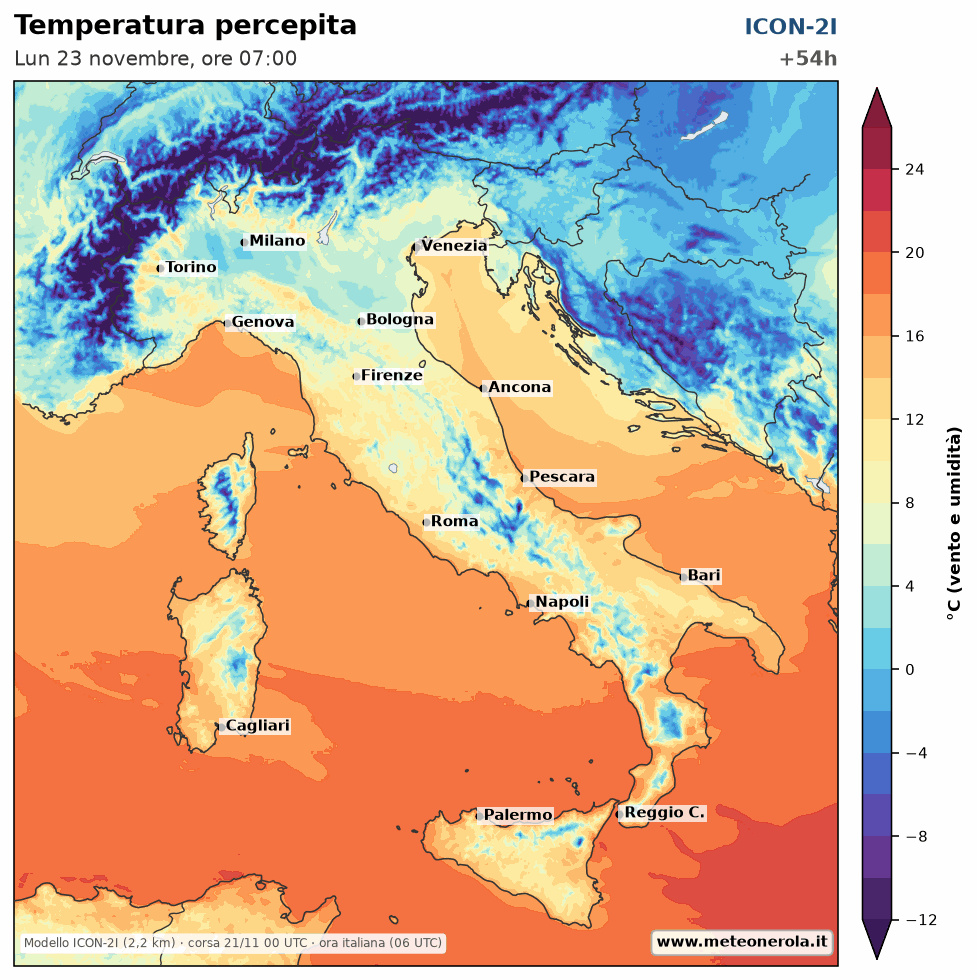 Temperatura percepita
ICON-2I
Lun 23 novembre, ore 07:00
+54h
Milano
Venezia
Torino
Genova
Bologna
Firenze
Ancona
Pescara
Roma
Bari
Napoli
Cagliari
Palermo
Reggio C.
24
20
16
12
8
4
0
−4
−8
−12
°C (vento e umidità)
Modello ICON-2I (2,2 km) · corsa 21/11 00 UTC · ora italiana (06 UTC)
www.meteonerola.it